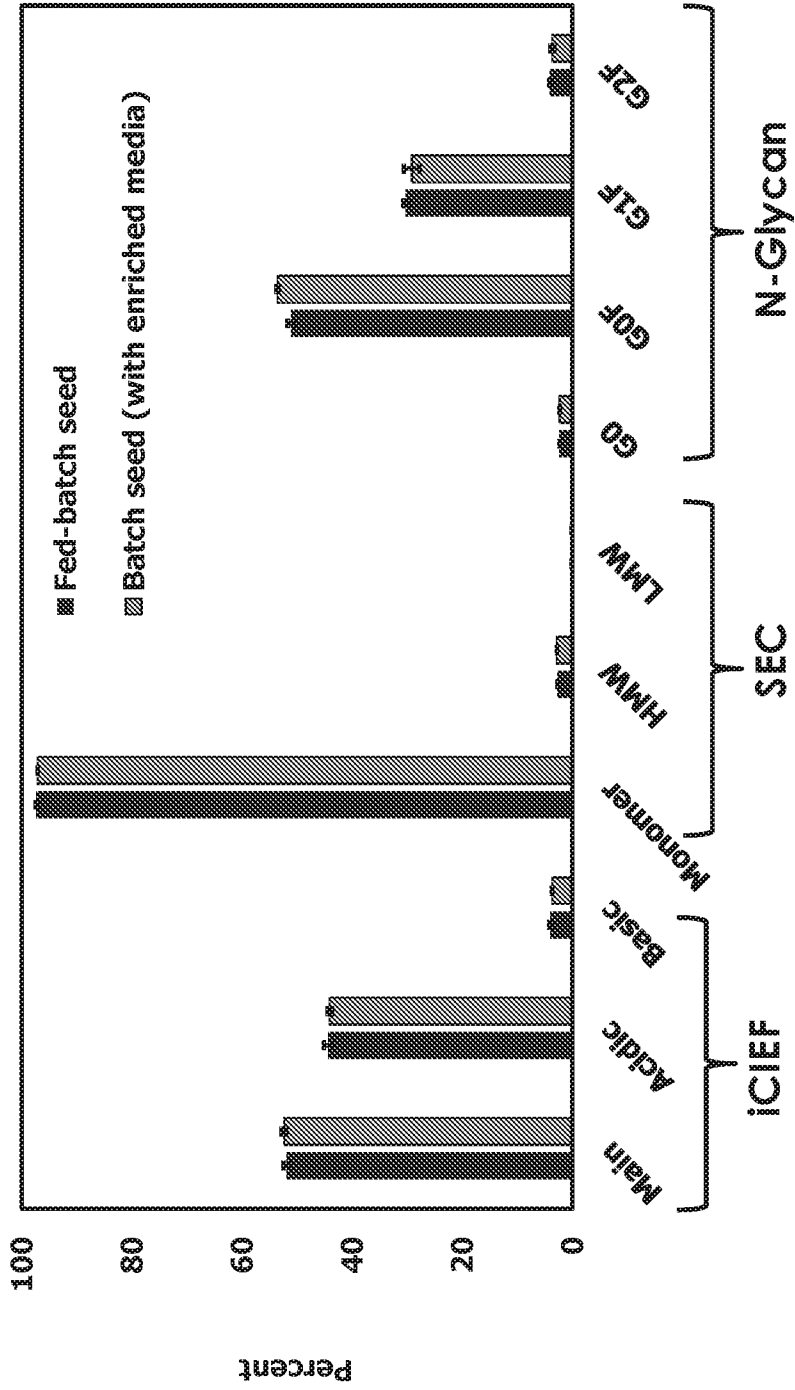 Percent
100
80
60
40
20
0
Fed-batch seed
Batch seed (with enriched media)
Main
Acidic
Basic
Monomer
HMW
LMW
G0
G0F
G1F
G2F
iCIEF
SEC
N-Glycan